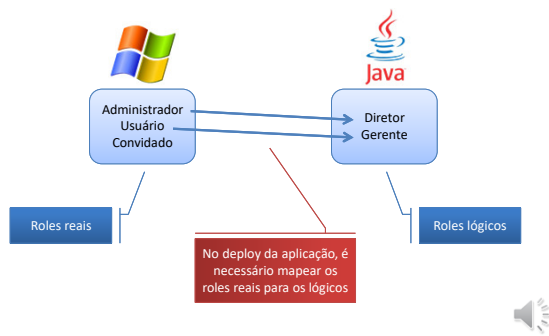 Java
Administrador
Usuário
Convidado
Diretor
Gerente
Roles reais
Roles lógicos
No deploy da aplicação, é
necessário mapear os
roles reais para os lógicos